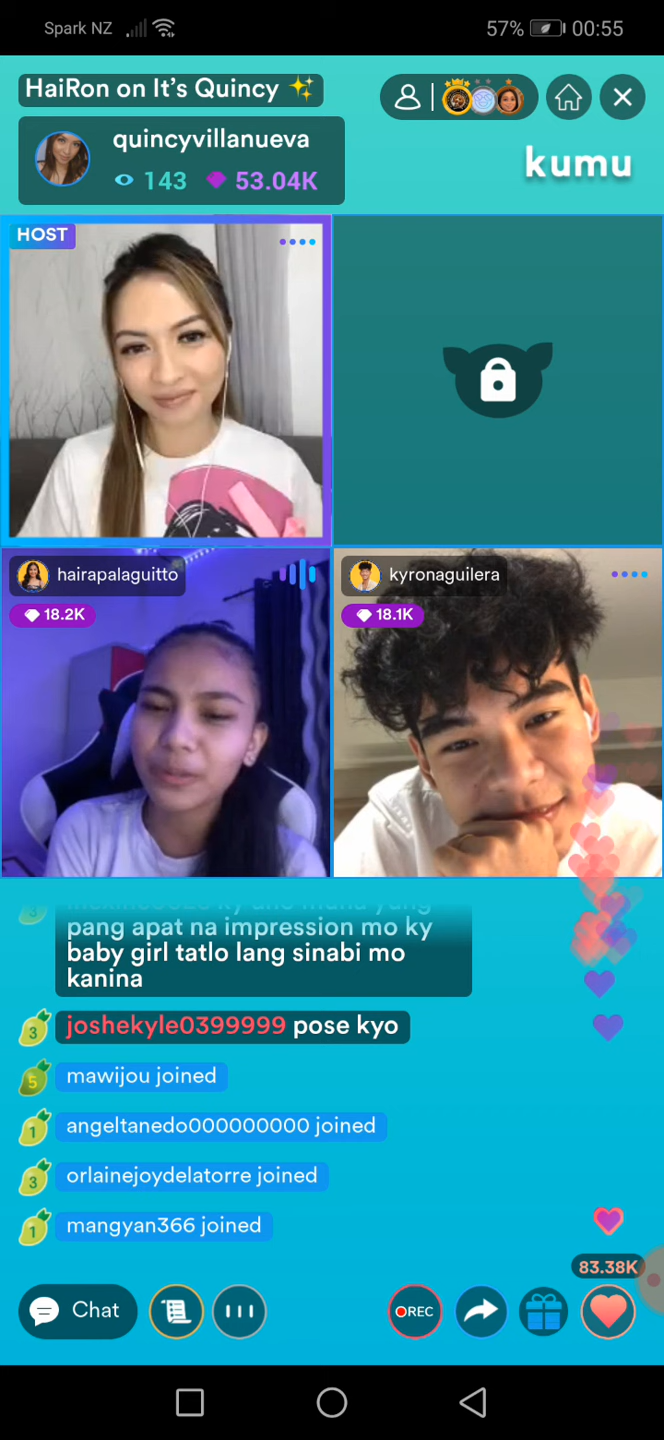 Spark NZ
57%
00:55
HaiRon on It's Quincy ✨
quincyvillanueva
143 53.04K
kumu
HOST
hairapalaguitto
18.2K
kyronaguilera
18.1K
pang apat na impression mo ky
baby girl tatlo lang sinabi mo
kanina
3 joshekyle0399999 pose kyo
5 mawijou joined
1 angeltanedo000000000 joined
3 orlainejoydelatorre joined
1 mangyan366 joined
83.38K
Chat
REC